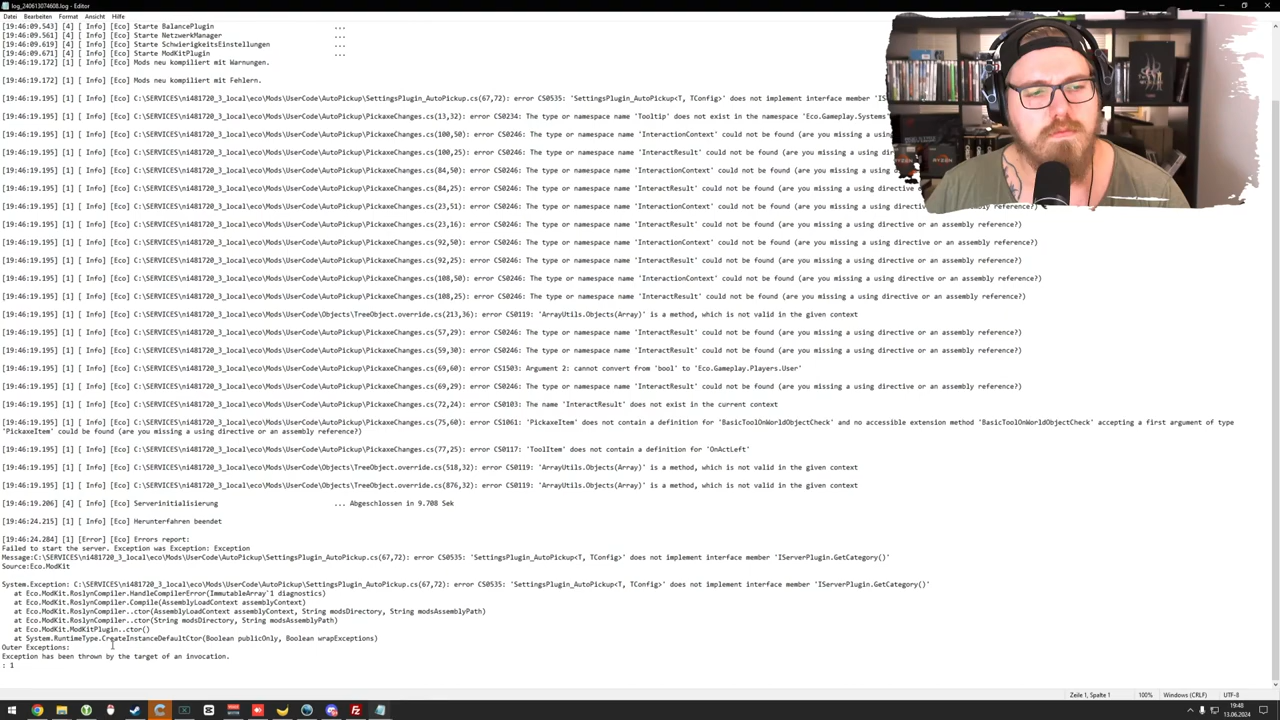 log_240613074608.log - Editor
Datei Bearbeiten Format Ansicht Hilfe
[19:46:09.543] [4] [ Info] [Eco] Starte BalancePlugin ...
[19:46:09.561] [4] [ Info] [Eco] Starte NetzwerkManager ...
[19:46:09.609] [4] [ Info] [Eco] Starte SchwierigkeitsEinstellungen ...
[19:46:09.671] [4] [ Info] [Eco] Starte ModKitPlugin ...
[19:46:19.172] [1] [ Info] [Eco] Mods neu kompiliert mit Warnungen.
[19:46:19.172] [1] [ Info] [Eco] Mods neu kompiliert mit Fehlern.
[19:46:19.195] [1] [ Info] [Eco] C:\SERVICES\ni481720_3_local\eco\Mods\UserCode\AutoPickup\SettingsPlugin_AutoPickup.cs(67,72): error CS0535: 'SettingsPlugin_AutoPickup<T, TConfig>' does not implement interface member 'IS
[19:46:19.195] [1] [ Info] [Eco] C:\SERVICES\ni481720_3_local\eco\Mods\UserCode\AutoPickup\PickaxeChanges.cs(13,32): error CS0234: The type or namespace name 'Tooltip' does not exist in the namespace 'Eco.Gameplay.Systems'
[19:46:19.195] [1] [ Info] [Eco] C:\SERVICES\ni481720_3_local\eco\Mods\UserCode\AutoPickup\PickaxeChanges.cs(100,50): error CS0246: The type or namespace name 'InteractionContext' could not be found (are you missing a using
[19:46:19.195] [1] [ Info] [Eco] C:\SERVICES\ni481720_3_local\eco\Mods\UserCode\AutoPickup\PickaxeChanges.cs(100,25): error CS0246: The type or namespace name 'InteractResult' could not be found (are you missing a using
[19:46:19.195] [1] [ Info] [Eco] C:\SERVICES\ni481720_3_local\eco\Mods\UserCode\AutoPickup\PickaxeChanges.cs(84,50): error CS0246: The type or namespace name 'InteractionContext' could not be found (are you missing a using
[19:46:19.195] [1] [ Info] [Eco] C:\SERVICES\ni481720_3_local\eco\Mods\UserCode\AutoPickup\PickaxeChanges.cs(84,25): error CS0246: The type or namespace name 'InteractResult' could not be found (are you missing a using directive
[19:46:19.195] [1] [ Info] [Eco] C:\SERVICES\ni481720_3_local\eco\Mods\UserCode\AutoPickup\PickaxeChanges.cs(23,51): error CS0246: The type or namespace name 'InteractionContext' could not be found (are you missing a using
[19:46:19.195] [1] [ Info] [Eco] C:\SERVICES\ni481720_3_local\eco\Mods\UserCode\AutoPickup\PickaxeChanges.cs(23,16): error CS0246: The type or namespace name 'InteractResult' could not be found (are you missing a using directive or an assembly reference?)
[19:46:19.195] [1] [ Info] [Eco] C:\SERVICES\ni481720_3_local\eco\Mods\UserCode\AutoPickup\PickaxeChanges.cs(92,50): error CS0246: The type or namespace name 'InteractionContext' could not be found (are you missing a using directive or an assembly reference?)
[19:46:19.195] [1] [ Info] [Eco] C:\SERVICES\ni481720_3_local\eco\Mods\UserCode\AutoPickup\PickaxeChanges.cs(92,25): error CS0246: The type or namespace name 'InteractResult' could not be found (are you missing a using directive or an assembly reference?)
[19:46:19.195] [1] [ Info] [Eco] C:\SERVICES\ni481720_3_local\eco\Mods\UserCode\AutoPickup\PickaxeChanges.cs(108,50): error CS0246: The type or namespace name 'InteractionContext' could not be found (are you missing a using directive or an assembly reference?)
[19:46:19.195] [1] [ Info] [Eco] C:\SERVICES\ni481720_3_local\eco\Mods\UserCode\AutoPickup\PickaxeChanges.cs(108,25): error CS0246: The type or namespace name 'InteractResult' could not be found (are you missing a using directive or an assembly reference?)
[19:46:19.195] [1] [ Info] [Eco] C:\SERVICES\ni481720_3_local\eco\Mods\UserCode\Objects\TreeObject.override.cs(213,36): error CS0119: 'ArrayUtils.Objects(Array)' is a method, which is not valid in the given context
[19:46:19.195] [1] [ Info] [Eco] C:\SERVICES\ni481720_3_local\eco\Mods\UserCode\AutoPickup\PickaxeChanges.cs(57,29): error CS0246: The type or namespace name 'InteractResult' could not be found (are you missing a using directive or an assembly reference?)
[19:46:19.195] [1] [ Info] [Eco] C:\SERVICES\ni481720_3_local\eco\Mods\UserCode\AutoPickup\PickaxeChanges.cs(59,30): error CS0246: The type or namespace name 'InteractResult' could not be found (are you missing a using directive or an assembly reference?)
[19:46:19.195] [1] [ Info] [Eco] C:\SERVICES\ni481720_3_local\eco\Mods\UserCode\AutoPickup\PickaxeChanges.cs(69,60): error CS1503: Argument 2: cannot convert from 'bool' to 'Eco.Gameplay.Players.User'
[19:46:19.195] [1] [ Info] [Eco] C:\SERVICES\ni481720_3_local\eco\Mods\UserCode\AutoPickup\PickaxeChanges.cs(69,29): error CS0246: The type or namespace name 'InteractResult' could not be found (are you missing a using directive or an assembly reference?)
[19:46:19.195] [1] [ Info] [Eco] C:\SERVICES\ni481720_3_local\eco\Mods\UserCode\AutoPickup\PickaxeChanges.cs(72,24): error CS0103: The name 'InteractResult' does not exist in the current context
[19:46:19.195] [1] [ Info] [Eco] C:\SERVICES\ni481720_3_local\eco\Mods\UserCode\AutoPickup\PickaxeChanges.cs(75,60): error CS1061: 'PickaxeItem' does not contain a definition for 'BasicToolOnWorldObjectCheck' and no accessible extension method 'BasicToolOnWorldObjectCheck' accepting a first argument of type
'PickaxeItem' could be found (are you missing a using directive or an assembly reference?)
[19:46:19.195] [1] [ Info] [Eco] C:\SERVICES\ni481720_3_local\eco\Mods\UserCode\AutoPickup\PickaxeChanges.cs(77,25): error CS0117: 'ToolItem' does not contain a definition for 'OnActLeft'
[19:46:19.195] [1] [ Info] [Eco] C:\SERVICES\ni481720_3_local\eco\Mods\UserCode\Objects\TreeObject.override.cs(518,32): error CS0119: 'ArrayUtils.Objects(Array)' is a method, which is not valid in the given context
[19:46:19.195] [1] [ Info] [Eco] C:\SERVICES\ni481720_3_local\eco\Mods\UserCode\Objects\TreeObject.override.cs(876,32): error CS0119: 'ArrayUtils.Objects(Array)' is a method, which is not valid in the given context
[19:46:19.206] [4] [ Info] [Eco] Serverinitialisierung ... Abgeschlossen in 9.708 Sek
[19:46:24.215] [1] [ Info] [Eco] Herunterfahren beendet
[19:46:24.284] [1] [Error] [Eco] Errors report:
Failed to start the server. Exception was Exception: Exception
Message:C:\SERVICES\ni481720_3_local\eco\Mods\UserCode\AutoPickup\SettingsPlugin_AutoPickup.cs(67,72): error CS0535: 'SettingsPlugin_AutoPickup<T, TConfig>' does not implement interface member 'IServerPlugin.GetCategory()'
Source:Eco.ModKit
System.Exception: C:\SERVICES\ni481720_3_local\eco\Mods\UserCode\AutoPickup\SettingsPlugin_AutoPickup.cs(67,72): error CS0535: 'SettingsPlugin_AutoPickup<T, TConfig>' does not implement interface member 'IServerPlugin.GetCategory()'
at Eco.ModKit.RoslynCompiler.HandleCompilerError(ImmutableArray`1 diagnostics)
at Eco.ModKit.RoslynCompiler.Compile(AssemblyLoadContext assemblyContext)
at Eco.ModKit.RoslynCompiler..ctor(AssemblyLoadContext assemblyContext, String modsDirectory, String modsAssemblyPath)
at Eco.ModKit.RoslynCompiler..ctor(String modsDirectory, String modsAssemblyPath)
at Eco.ModKit.ModKitPlugin..ctor()
at System.RuntimeType.CreateInstanceDefaultCtor(Boolean publicOnly, Boolean wrapExceptions)
Outer Exceptions:
Exception has been thrown by the target of an invocation.
: 1
Zeile 1, Spalte 1 100% Windows (CRLF) UTF-8
19:48
13.06.2024